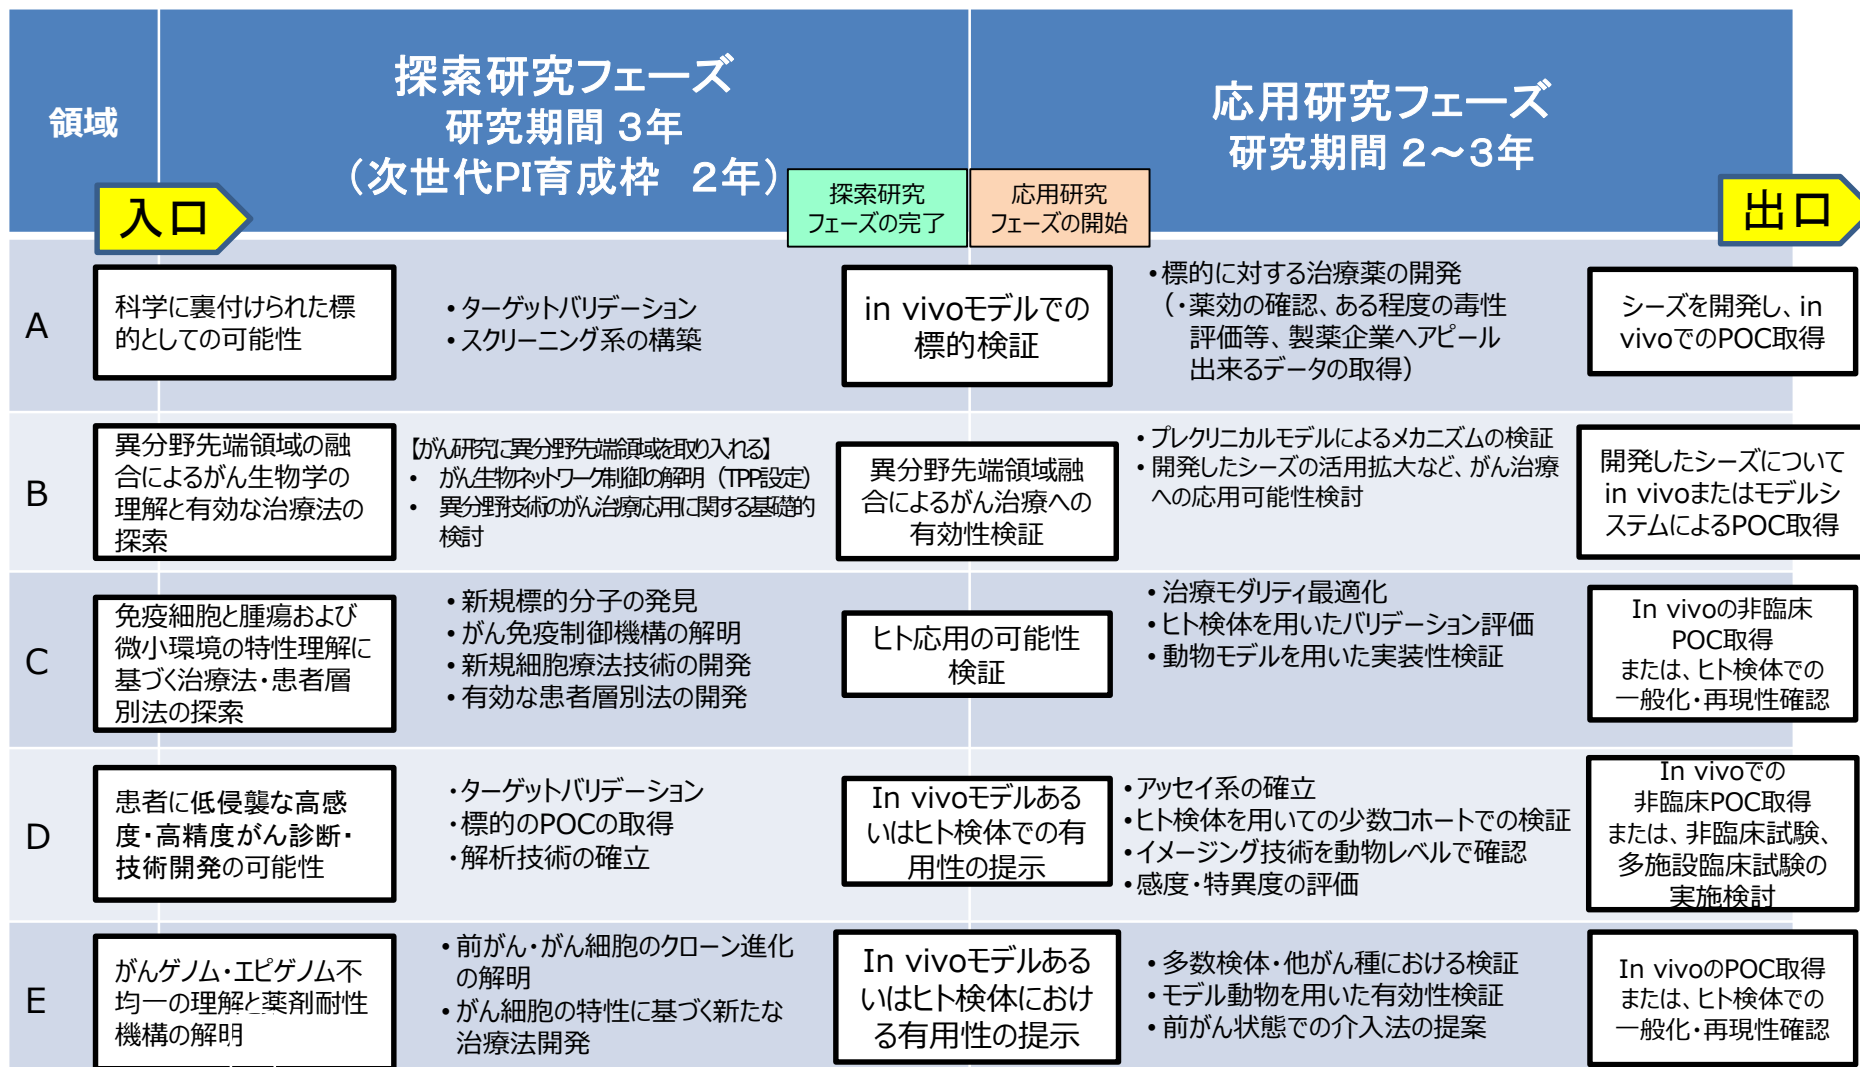 領域
探索研究フェーズ
研究期間 3年
（次世代PI育成枠　2年）
応用研究フェーズ
研究期間 2～3年
入口
探索研究
フェーズの完了
応用研究
フェーズの開始
出口
A
科学に裏付けられた標
的としての可能性
・ターゲットバリデーション
・スクリーニング系の構築
in vivoモデルでの
標的検証
・標的に対する治療薬の開発
（・薬効の確認、ある程度の毒性
評価等、製薬企業へアピール
出来るデータの取得）
シーズを開発し、in
vivoでのPOC取得
B
異分野先端領域の融
合によるがん生物学の
理解と有効な治療法の
探索
【がん研究に異分野先端領域を取り入れる】
・ がん生物ネットワーク制御の解明（TPP設定）
・ 異分野技術のがん治療応用に関する基礎的
検討
異分野先端領域融
合によるがん治療への
有効性検証
・プレクリニカルモデルによるメカニズムの検証
・開発したシーズの活用拡大など、がん治療
への応用可能性検討
開発したシーズについて
in vivoまたはモデルシ
ステムによるPOC取得
C
免疫細胞と腫瘍および
微小環境の特性理解に
基づく治療法・患者層
別法の探索
・新規標的分子の発見
・がん免疫制御機構の解明
・新規細胞療法技術の開発
・有効な患者層別法の開発
ヒト応用の可能性
検証
・治療モダリティ最適化
・ヒト検体を用いたバリデーション評価
・動物モデルを用いた実装性検証
In vivoの非臨床
POC取得
または、ヒト検体での
一般化・再現性確認
D
患者に低侵襲な高感
度・高精度がん診断・
技術開発の可能性
・ターゲットバリデーション
・標的のPOCの取得
・解析技術の確立
In vivoモデルある
いはヒト検体での有
用性の提示
・アッセイ系の確立
・ヒト検体を用いての少数コホートでの検証
・イメージング技術を動物レベルで確認
・感度・特異度の評価
In vivoでの
非臨床POC取得
または、非臨床試験、
多施設臨床試験の
実施検討
E
がんゲノム・エピゲノム不
均一の理解と薬剤耐性
機構の解明
・前がん・がん細胞のクローン進化
の解明
・がん細胞の特性に基づく新たな
治療法開発
In vivoモデルある
いはヒト検体におけ
る有用性の提示
・多数検体・他がん種における検証
・モデル動物を用いた有効性検証
・前がん状態での介入法の提案
In vivoのPOC取得
または、ヒト検体での
一般化・再現性確認